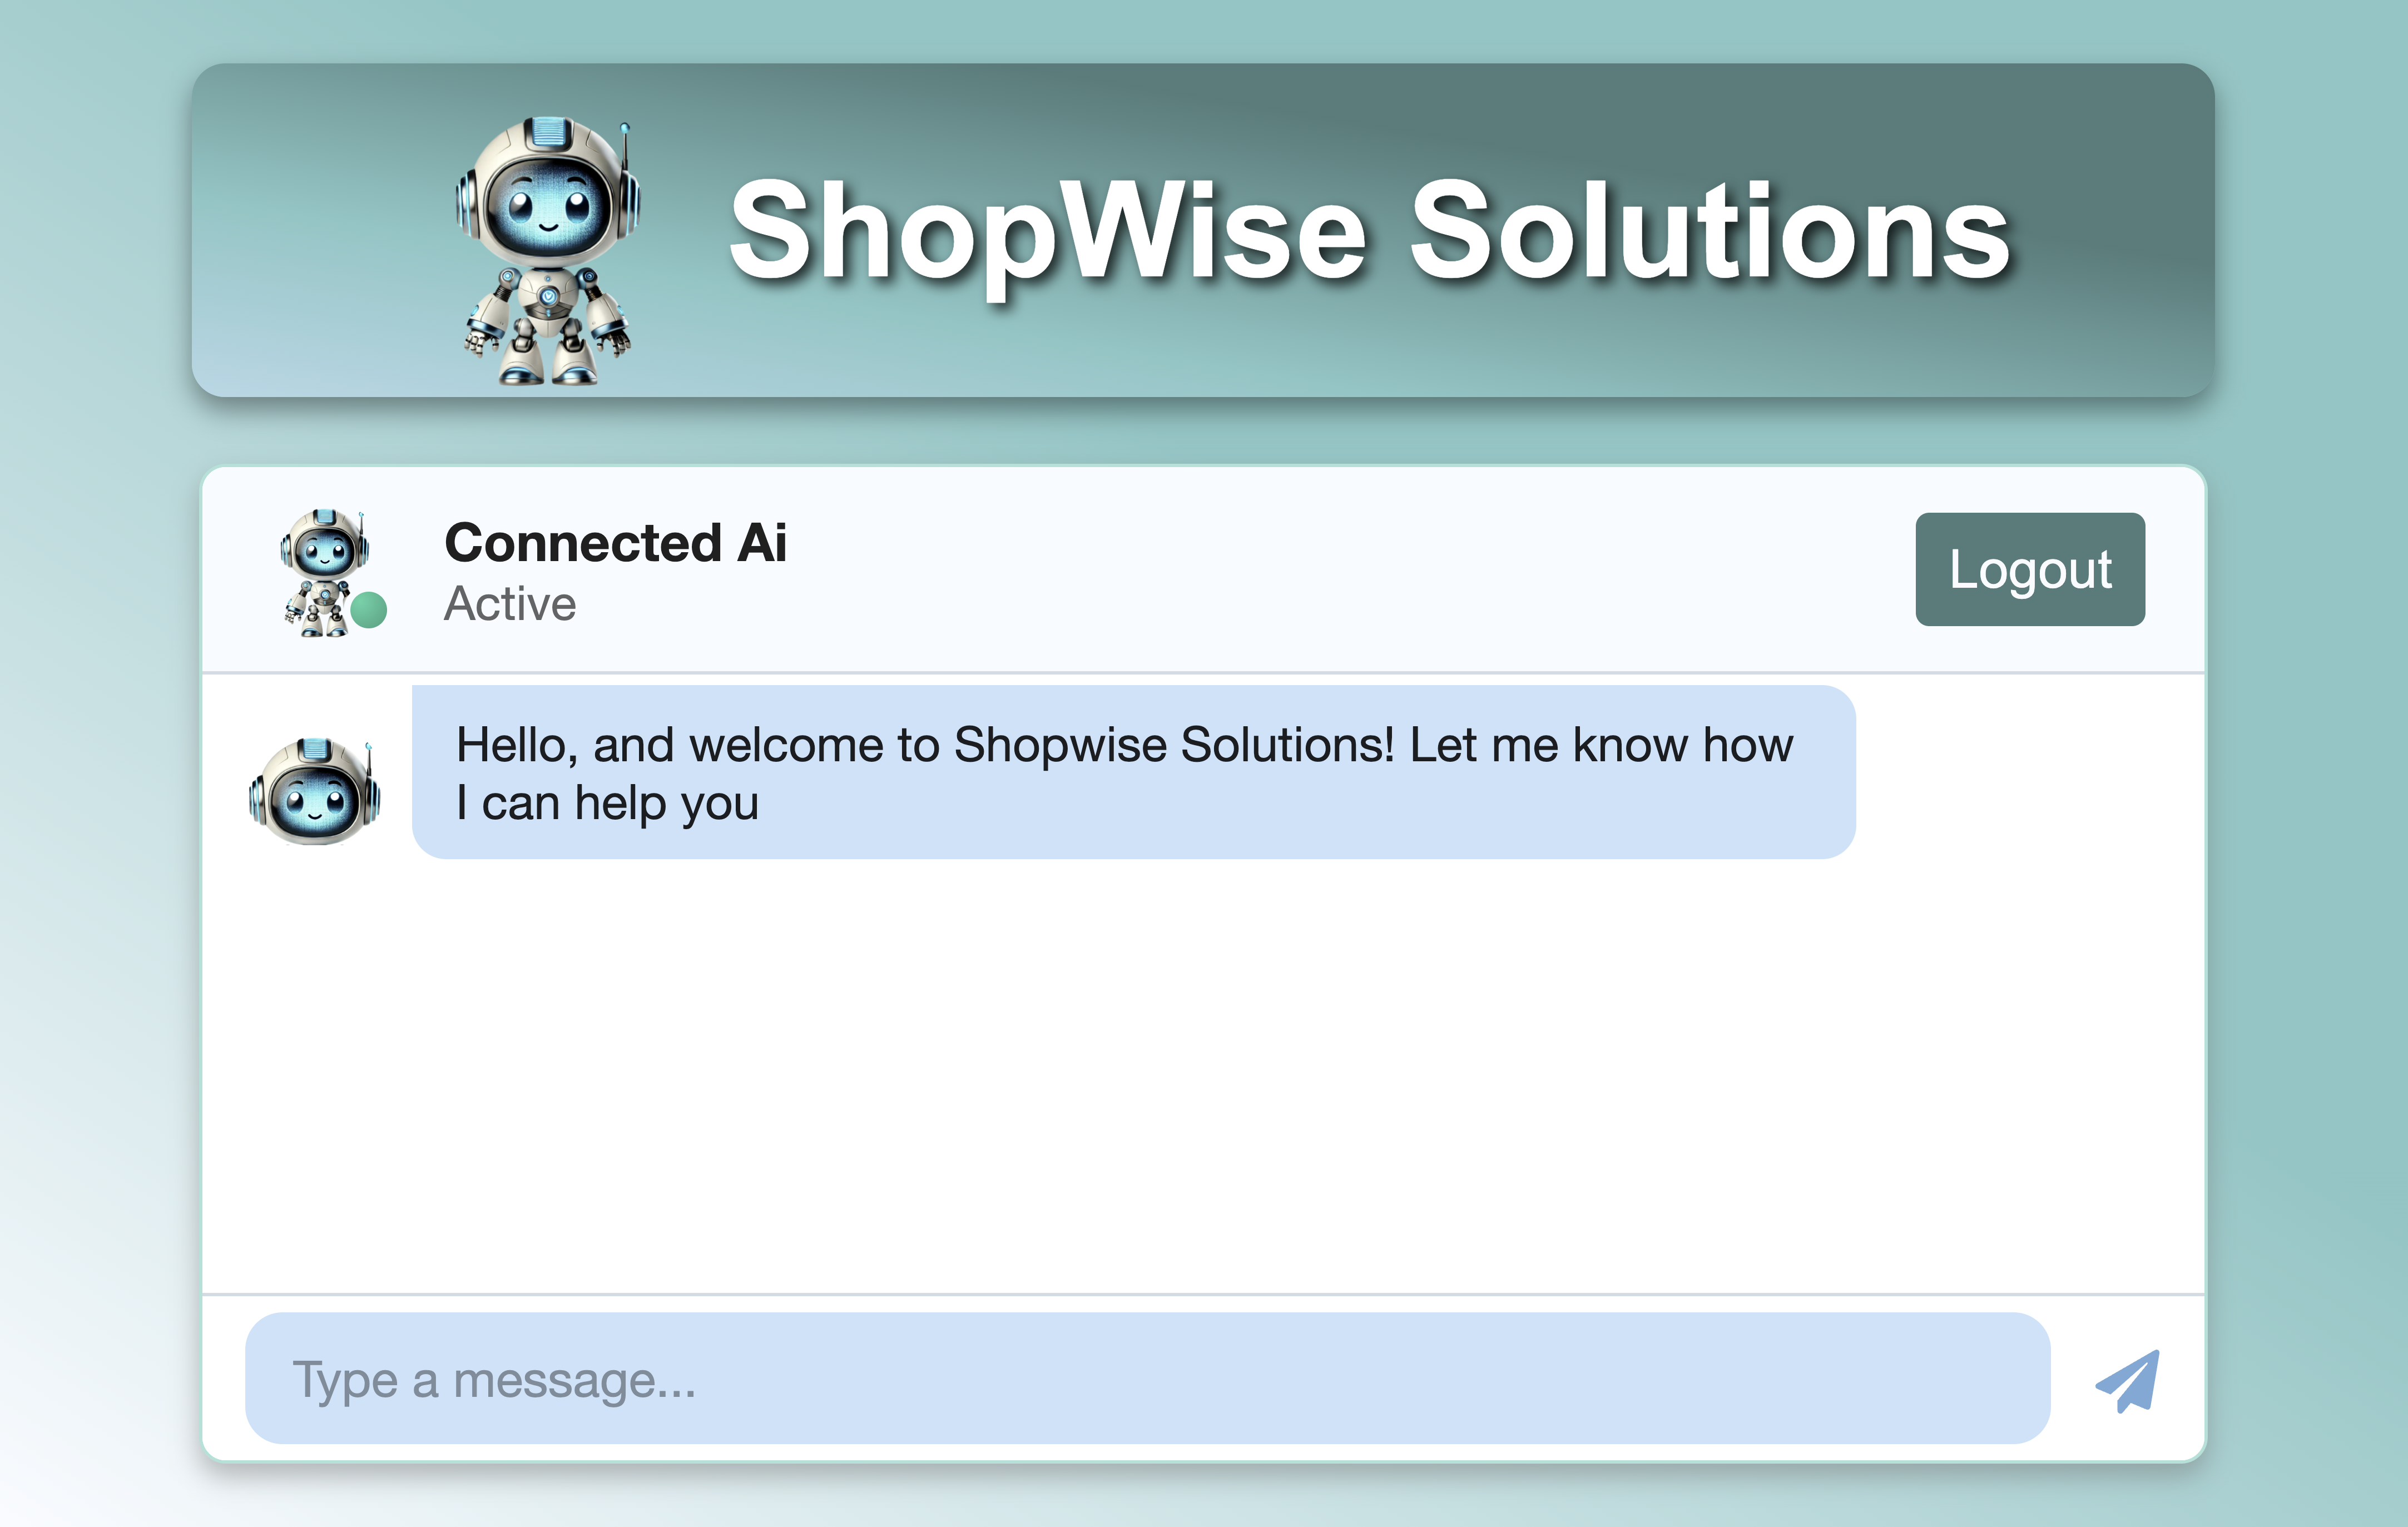 ShopWise Solutions
Connected Ai
Active
Logout
Hello, and welcome to Shopwise Solutions! Let me know how
I can help you
Type a message...